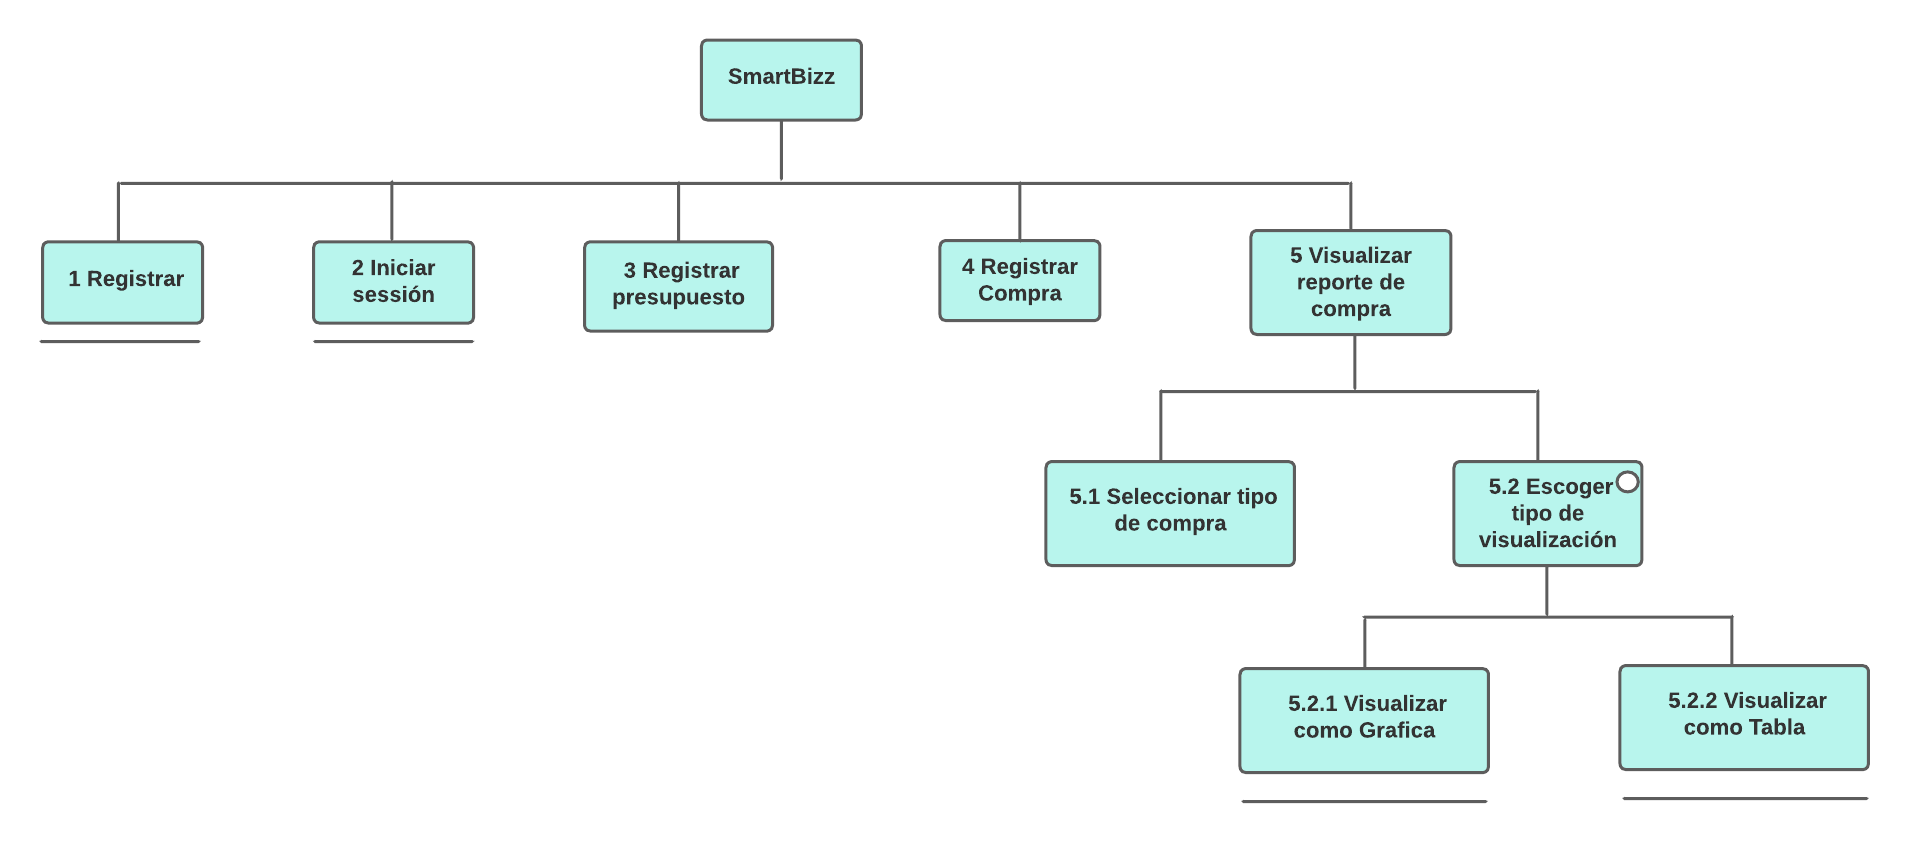 SmartBizz
1 Registrar
2 Iniciar
sessión
3 Registrar
presupuesto
4 Registrar
Compra
5 Visualizar
reporte de
compra
5.1 Seleccionar tipo
de compra
5.2 Escoger
tipo de
visualización
5.2.1 Visualizar
como Grafica
5.2.2 Visualizar
como Tabla